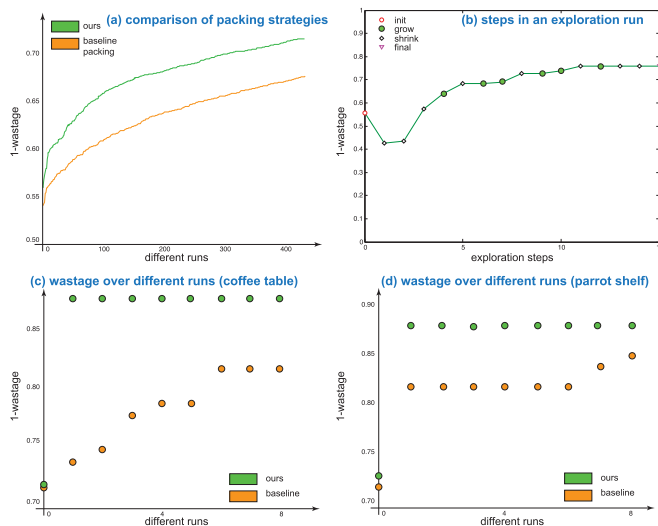 (a) comparison of packing strategies
ours
baseline
packing
0.70
0.65
0.60
0.55
0.50
1-wastage
0
100
200
300
400
different runs
(b) steps in an exploration run
init
grow
shrink
final
1
0.9
0.8
0.7
0.6
0.5
0.4
0.3
0.2
0.1
0
1-wastage
0
5
10
exploration steps
(c) wastage over different runs (coffee table)
0.85
0.80
0.75
0.70
1-wastage
ours
baseline
0
4
8
different runs
(d) wastage over different runs (parrot shelf)
0.90
0.85
0.80
0.75
0.70
1-wastage
ours
baseline
0
4
8
different runs